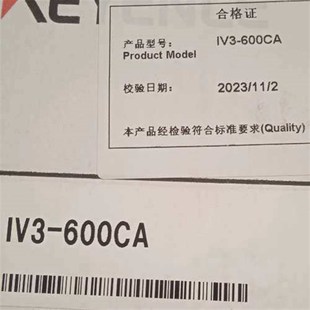 KEYENCE
合格证
产品型号: IV3-600CA
Product Model
校验日期: 2023/11/2
本产品经检验符合标准要求(Quality)
IV3-600CA